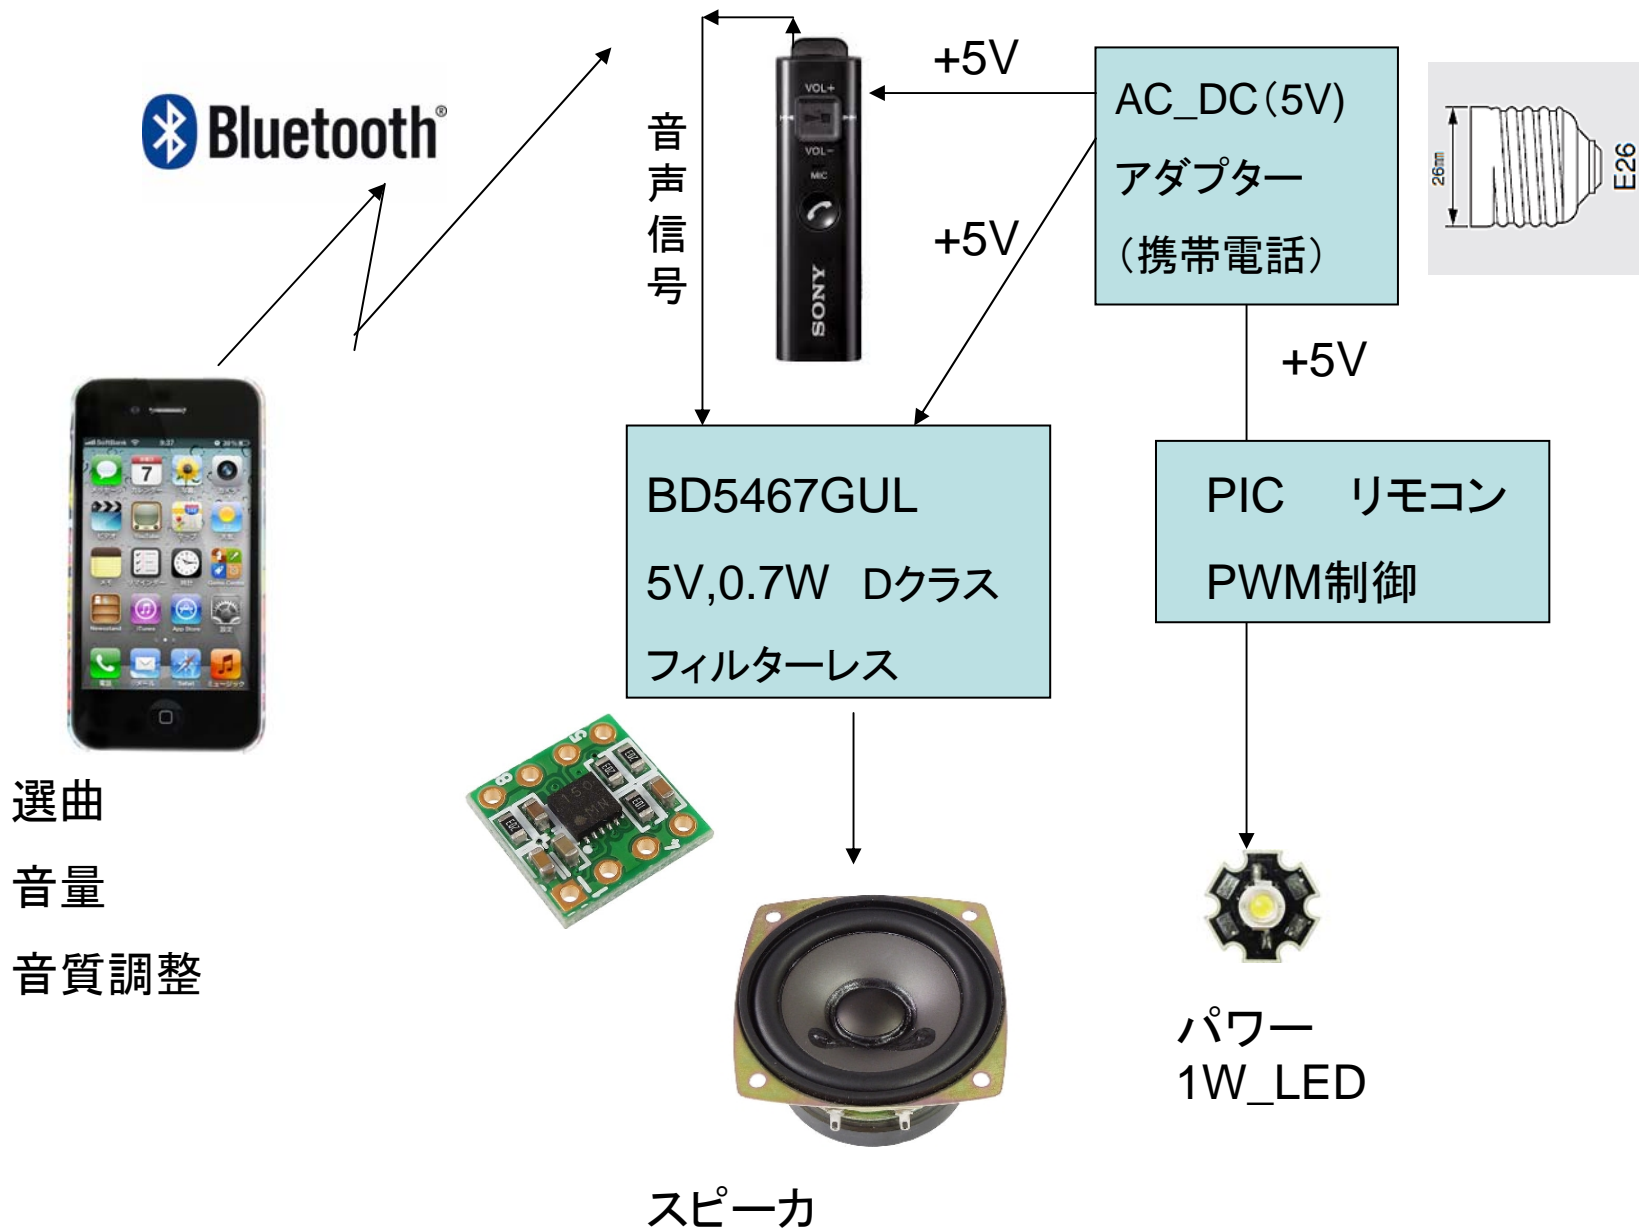 Bluetooth®
音声信号
VOL+
VOL-
MIC
SONY
+5V
+5V
AC_DC(5V)
アダプター
（携帯電話）
26mm
E26
+5V
SoftBank
7
BD5467GUL
5V,0.7W Dクラス
フィルターレス
PIC リモコン
PWM制御
選曲
音量
音質調整
スピーカ
パワー
1W_LED